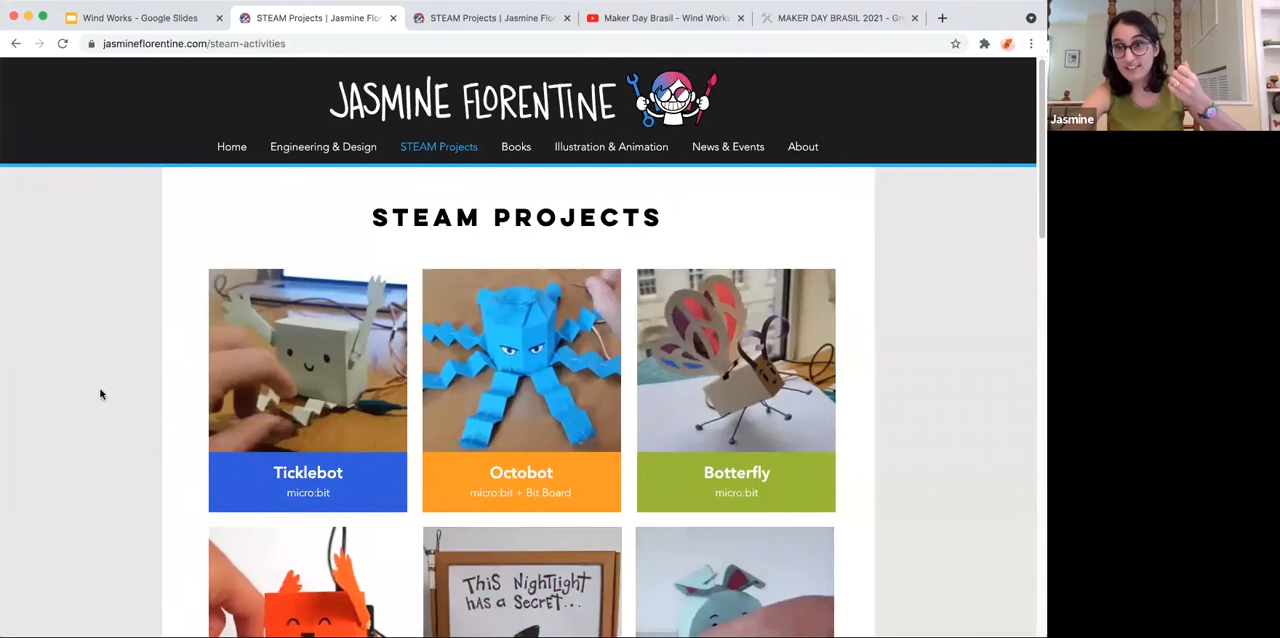 Wind Works - Google Slides
STEAM Projects | Jasmine Flo
STEAM Projects | Jasmine Flo
Maker Day Brasil - Wind Works
MAKER DAY BRASIL 2021 - Gr
jasmineflorentine.com/steam-activities
JASMINE FLORENTINE
Home Engineering & Design STEAM Projects Books Illustration & Animation News & Events About
STEAM PROJECTS
Ticklebot
micro:bit
Octobot
micro:bit + Bit Board
Botterfly
micro:bit
THIS NIGHTLIGHT
HAS A SECRET...
Jasmine